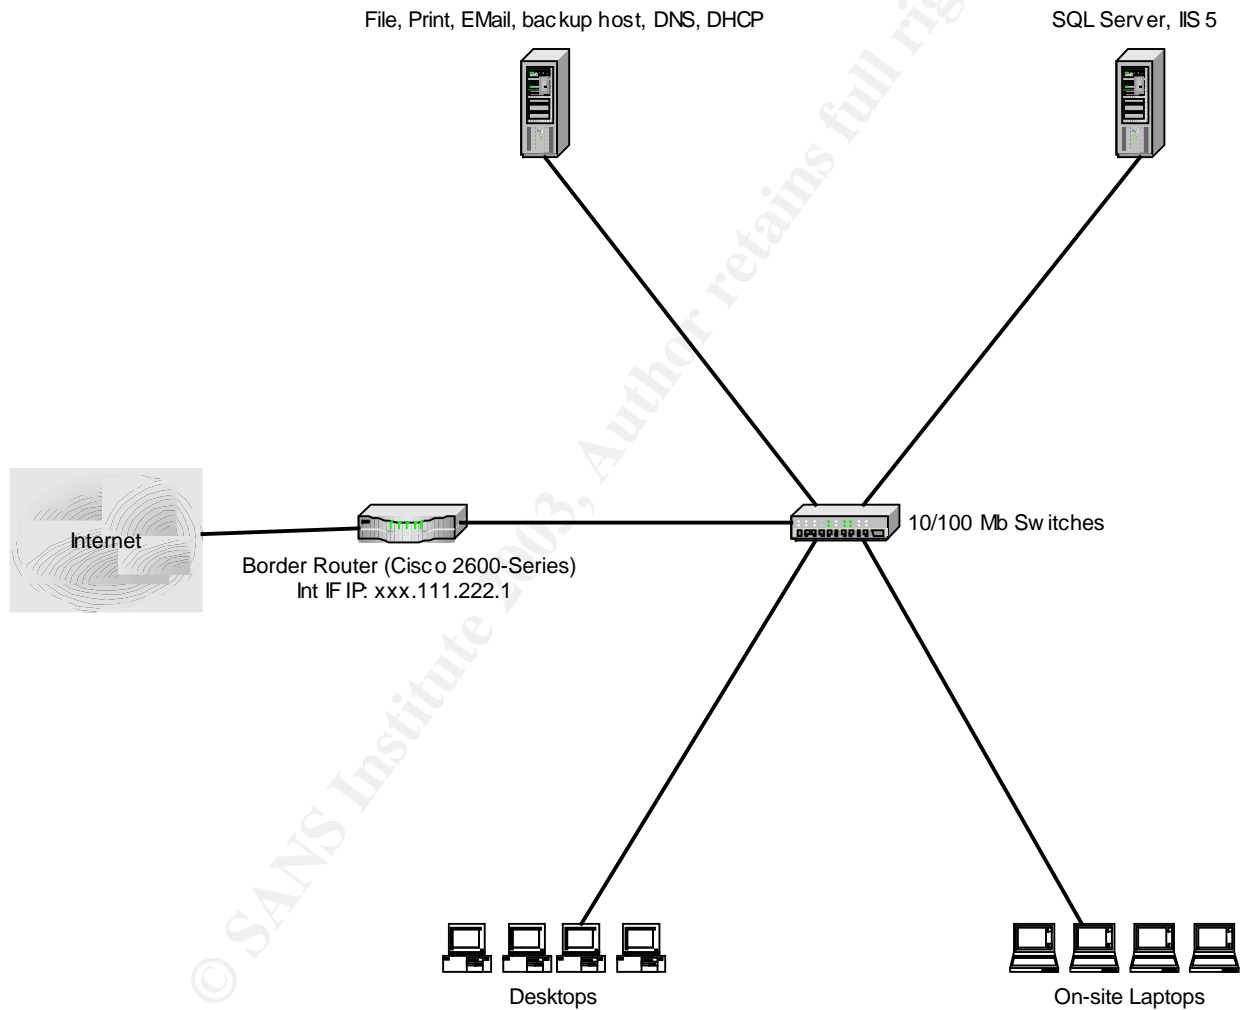 File, Print, EMail, backup host, DNS, DHCP
SQL Server, IIS 5
Internet
Border Router (Cisco 2600-Series)
Int IF IP: xxx.111.222.1
10/100 Mb Switches
Desktops
On-site Laptops
© SANS Institute 2003, Author retains full rig